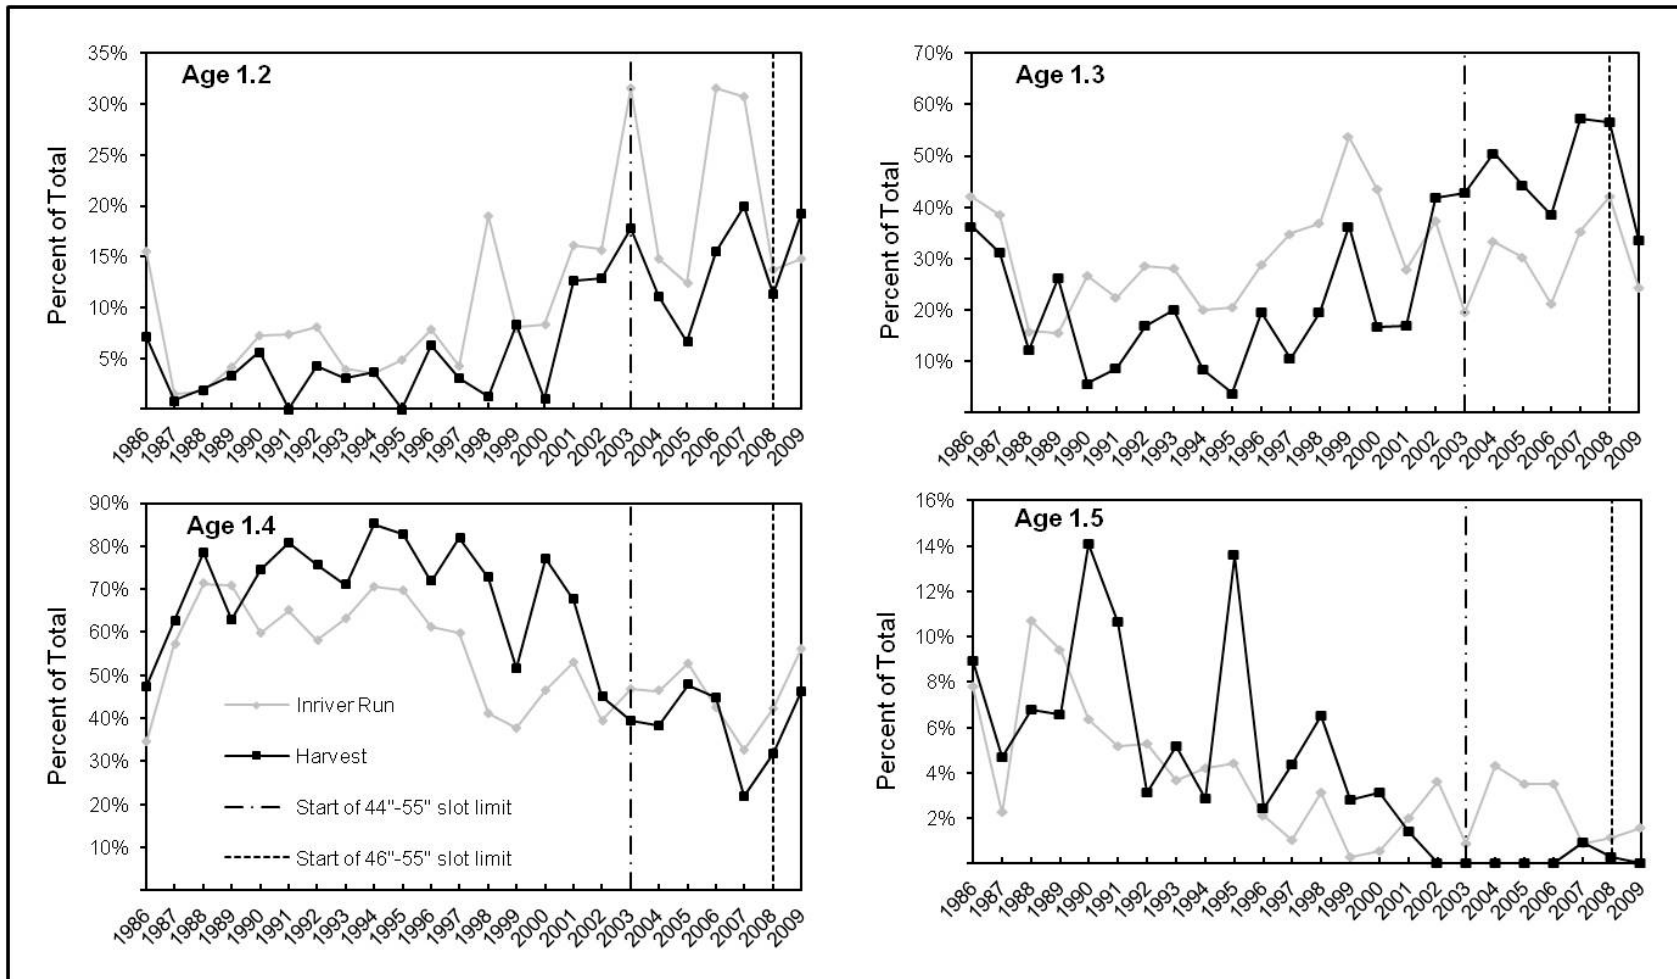 Age 1.2
Percent of Total
35%
30%
25%
20%
15%
10%
5%
1986 1987 1988 1989 1990 1991 1992 1993 1994 1995 1996 1997 1998 1999 2000 2001 2002 2003 2004 2005 2006 2007 2008 2009
Age 1.3
Percent of Total
70%
60%
50%
40%
30%
20%
10%
1986 1987 1988 1989 1990 1991 1992 1993 1994 1995 1996 1997 1998 1999 2000 2001 2002 2003 2004 2005 2006 2007 2008 2009
Age 1.4
Percent of Total
90%
80%
70%
60%
50%
40%
30%
20%
10%
Inriver Run
Harvest
Start of 44"-55" slot limit
Start of 46"-55" slot limit
1986 1987 1988 1989 1990 1991 1992 1993 1994 1995 1996 1997 1998 1999 2000 2001 2002 2003 2004 2005 2006 2007 2008 2009
Age 1.5
Percent of Total
16%
14%
12%
10%
8%
6%
4%
2%
1986 1987 1988 1989 1990 1991 1992 1993 1994 1995 1996 1997 1998 1999 2000 2001 2002 2003 2004 2005 2006 2007 2008 2009